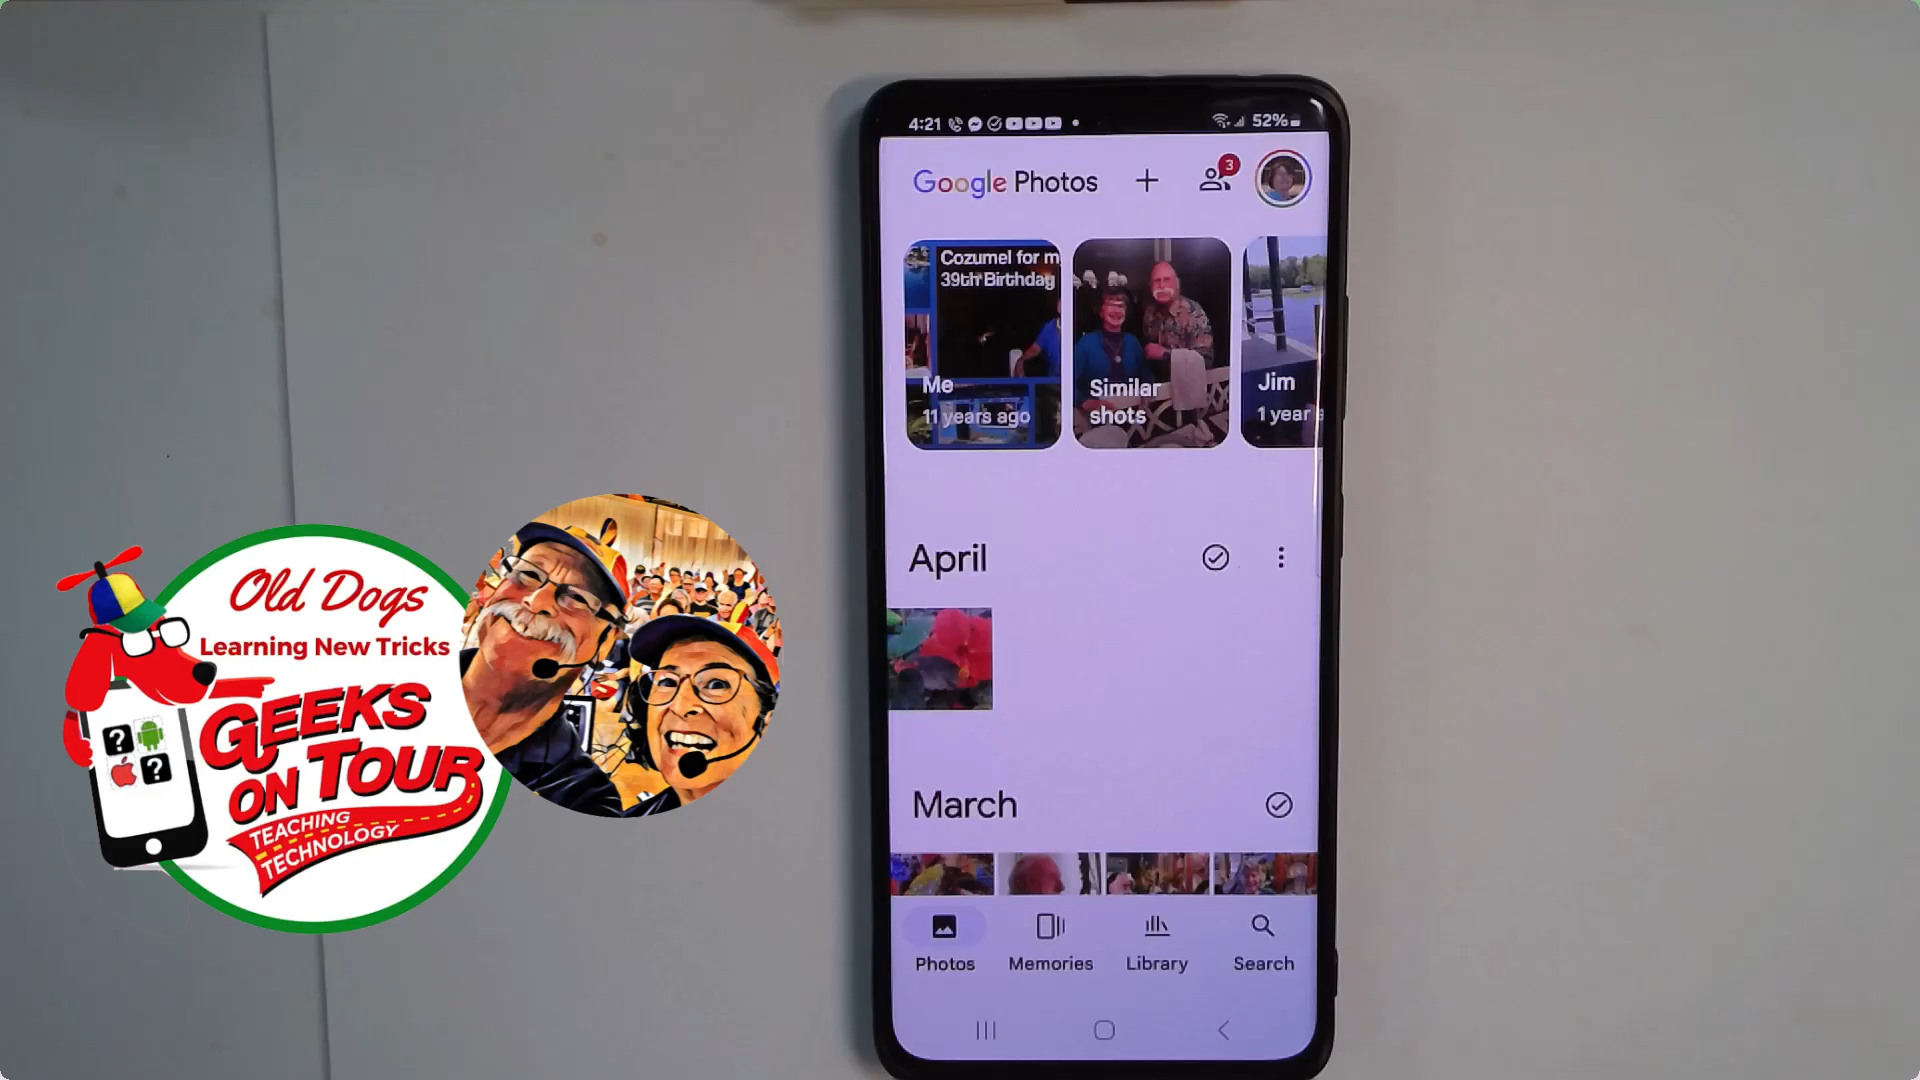 4:21
52%
Google Photos
3
Cozumel for m
39th Birthday
Me
11 years ago
Similar
shots
Jim
1 year
April
March
Photos
Memories
Library
Search
Old Dogs
Learning New Tricks
GEEKS
ON TOUR
TEACHING
TECHNOLOGY
? 
?